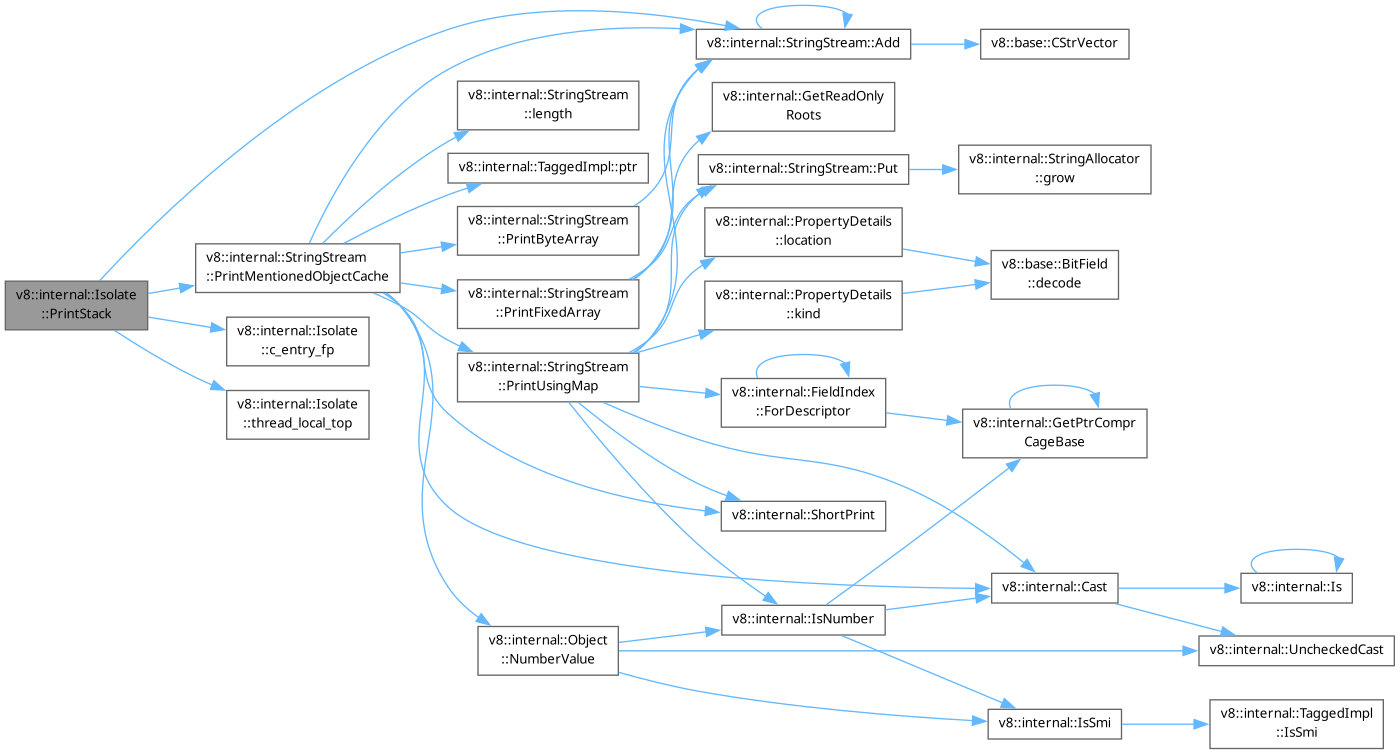 v8::internal::Isolate
::PrintStack
v8::internal::StringStream
::PrintMentionedObjectCache
v8::internal::Isolate
::c_entry_fp
v8::internal::Isolate
::thread_local_top
v8::internal::StringStream
::length
v8::internal::TaggedImpl::ptr
v8::internal::StringStream
::PrintByteArray
v8::internal::StringStream
::PrintFixedArray
v8::internal::StringStream
::PrintUsingMap
v8::internal::Object
::NumberValue
v8::internal::StringStream::Add
v8::internal::GetReadOnly
Roots
v8::internal::StringStream::Put
v8::internal::PropertyDetails
::location
v8::internal::PropertyDetails
::kind
v8::internal::FieldIndex
::ForDescriptor
v8::internal::ShortPrint
v8::internal::IsNumber
v8::base::CStrVector
v8::internal::StringAllocator
::grow
v8::base::BitField
::decode
v8::internal::GetPtrCompr
CageBase
v8::internal::Cast
v8::internal::IsSmi
v8::internal::Is
v8::internal::UncheckedCast
v8::internal::TaggedImpl
::IsSmi